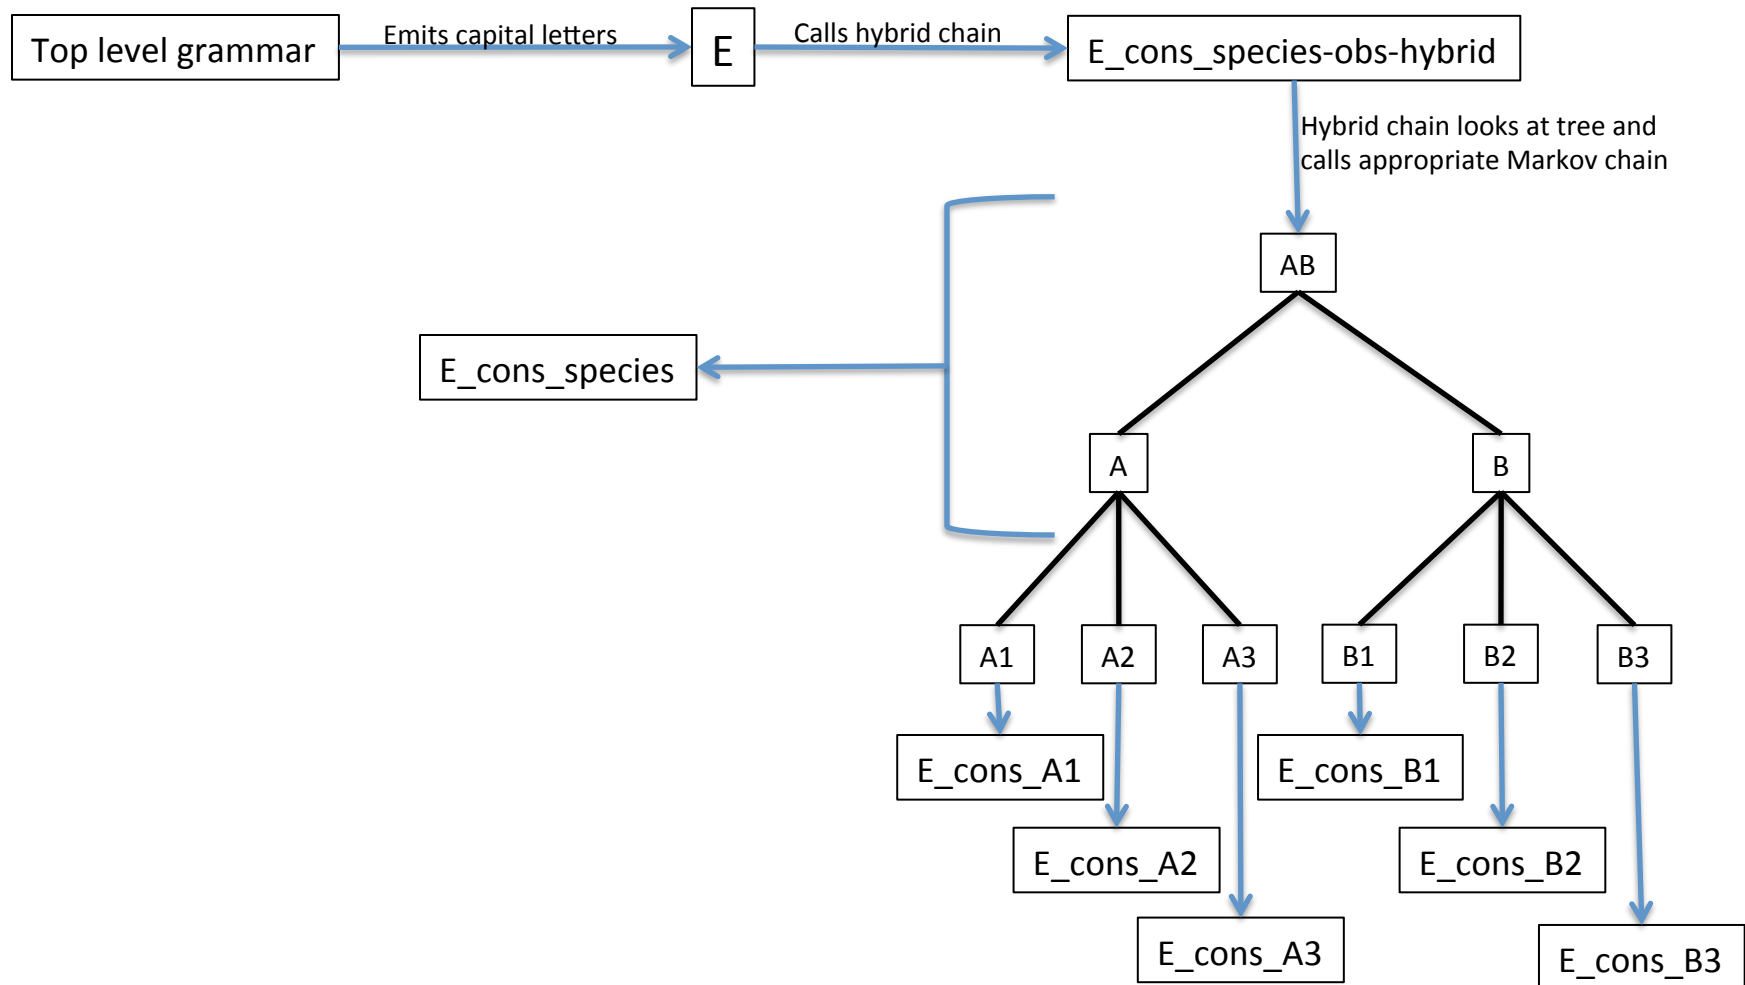 Top level grammar
Emits capital letters
E
Calls hybrid chain
E_cons_species-obs-hybrid
Hybrid chain looks at tree and
calls appropriate Markov chain
AB
E_cons_species
A
B
A1
A2
A3
B1
B2
B3
E_cons_A1
E_cons_B1
E_cons_A2
E_cons_B2
E_cons_A3
E_cons_B3